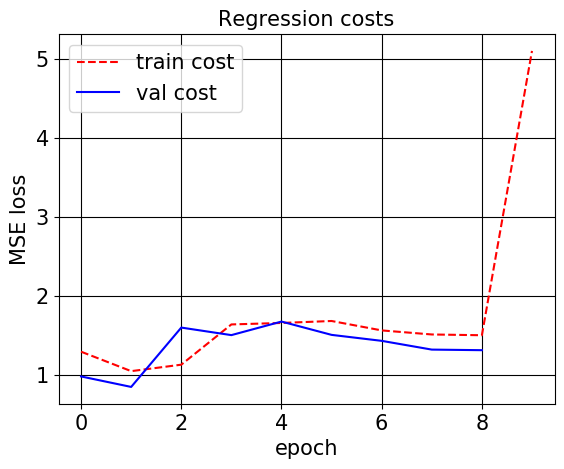 Regression costs
train cost
val cost
5
4
3
2
1
MSE loss
0 2 4 6 8
epoch